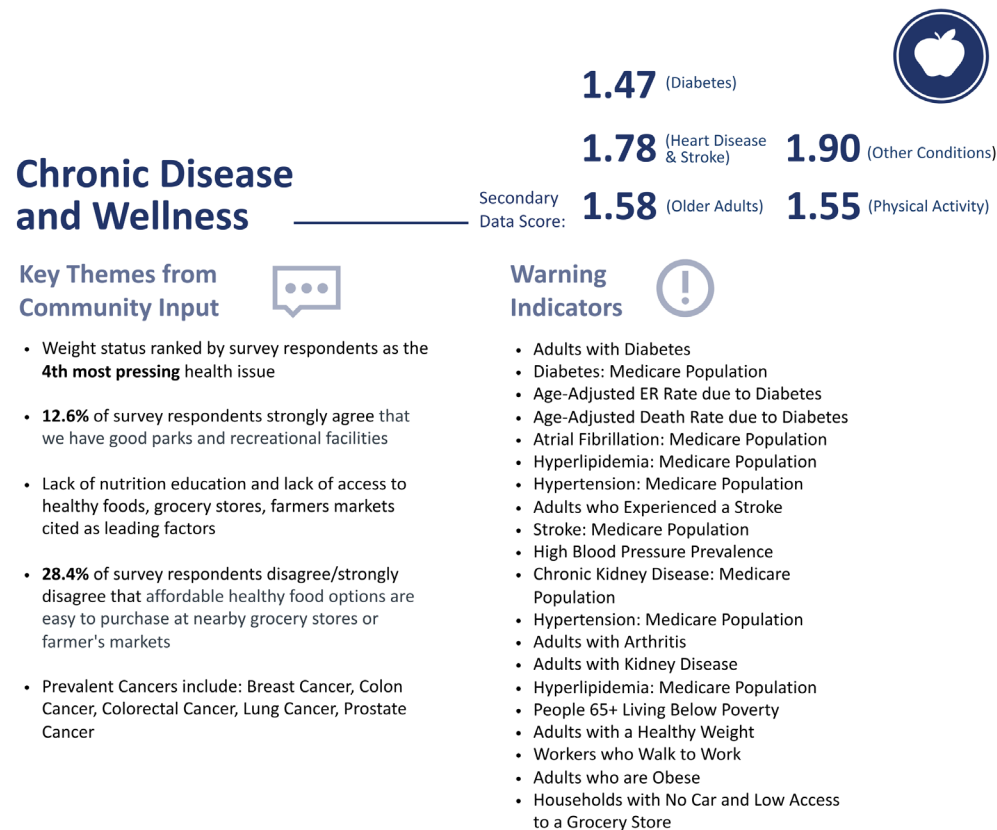 1.47 (Diabetes)
1.78 (Heart Disease
& Stroke)
1.90 (Other Conditions)
Chronic Disease
and Wellness
Secondary
Data Score:
1.58 (Older Adults)
1.55 (Physical Activity)
Key Themes from
Community Input
• Weight status ranked by survey respondents as the
4th most pressing health issue
• 12.6% of survey respondents strongly agree that
we have good parks and recreational facilities
• Lack of nutrition education and lack of access to
healthy foods, grocery stores, farmers markets
cited as leading factors
• 28.4% of survey respondents disagree/strongly
disagree that affordable healthy food options are
easy to purchase at nearby grocery stores or
farmer's markets
• Prevalent Cancers include: Breast Cancer, Colon
Cancer, Colorectal Cancer, Lung Cancer, Prostate
Cancer
Warning
Indicators
• Adults with Diabetes
• Diabetes: Medicare Population
• Age-Adjusted ER Rate due to Diabetes
• Age-Adjusted Death Rate due to Diabetes
• Atrial Fibrillation: Medicare Population
• Hyperlipidemia: Medicare Population
• Hypertension: Medicare Population
• Adults who Experienced a Stroke
• Stroke: Medicare Population
• High Blood Pressure Prevalence
• Chronic Kidney Disease: Medicare
Population
• Hypertension: Medicare Population
• Adults with Arthritis
• Adults with Kidney Disease
• Hyperlipidemia: Medicare Population
• People 65+ Living Below Poverty
• Adults with a Healthy Weight
• Workers who Walk to Work
• Adults who are Obese
• Households with No Car and Low Access
to a Grocery Store